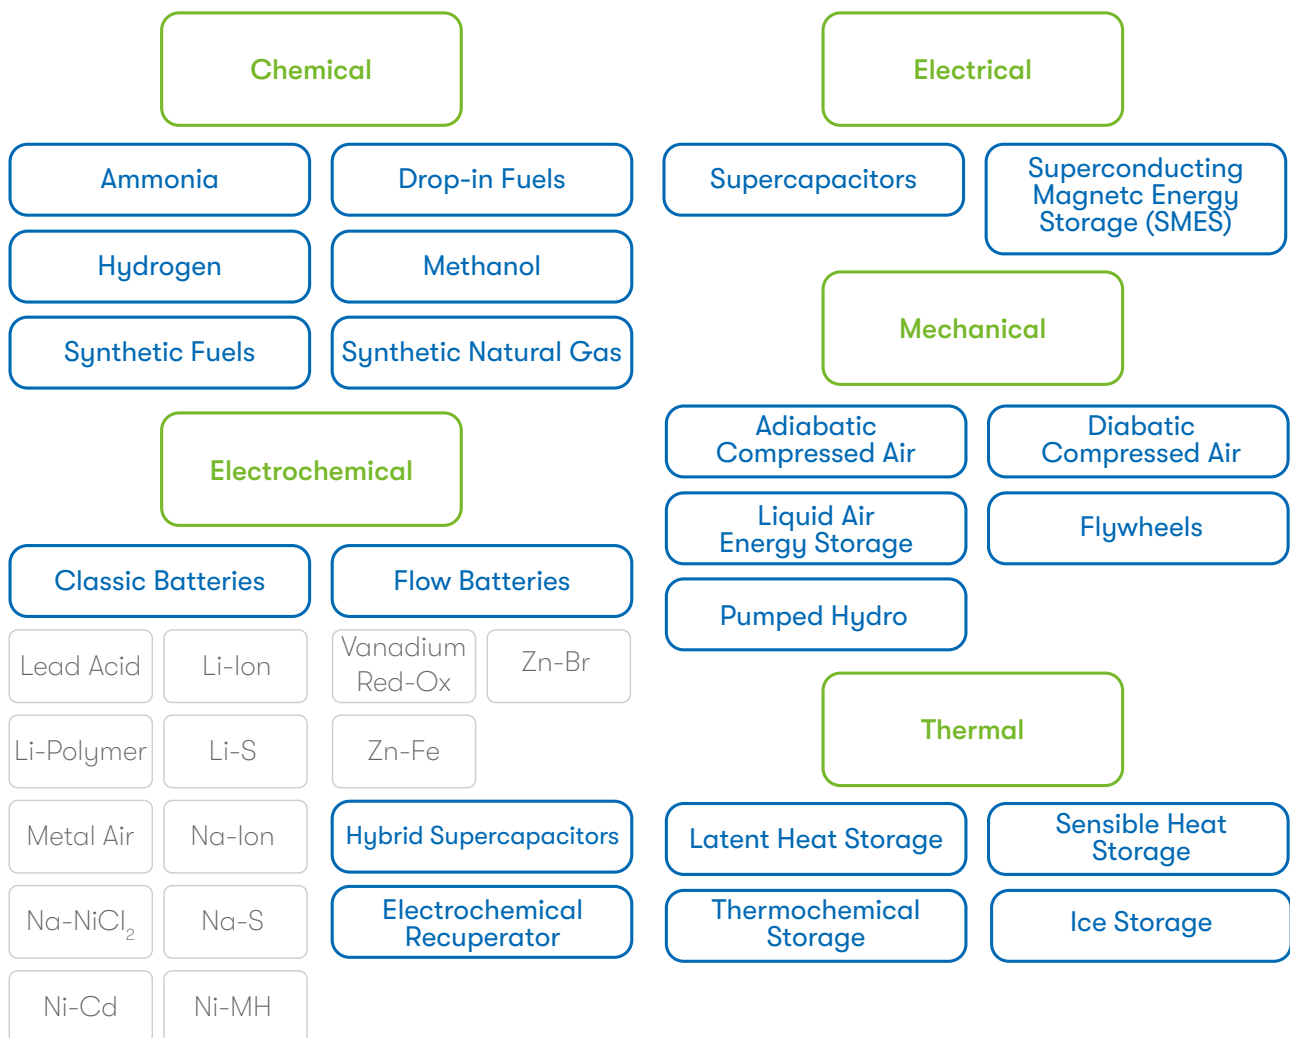 Chemical
Ammonia
Drop-in Fuels
Hydrogen
Methanol
Synthetic Fuels
Synthetic Natural Gas
Electrochemical
Classic Batteries
Flow Batteries
Lead Acid
Li-Ion
Vanadium
Red-Ox
Zn-Br
Li-Polymer
Li-S
Zn-Fe
Metal Air
Na-Ion
Hybrid Supercapacitors
Na-NiCl₂
Na-S
Electrochemical
Recuperator
Ni-Cd
Ni-MH
Electrical
Supercapacitors
Superconducting
Magnetc Energy
Storage (SMES)
Mechanical
Adiabatic
Compressed Air
Diabatic
Compressed Air
Liquid Air
Energy Storage
Flywheels
Pumped Hydro
Thermal
Latent Heat Storage
Sensible Heat
Storage
Thermochemical
Storage
Ice Storage